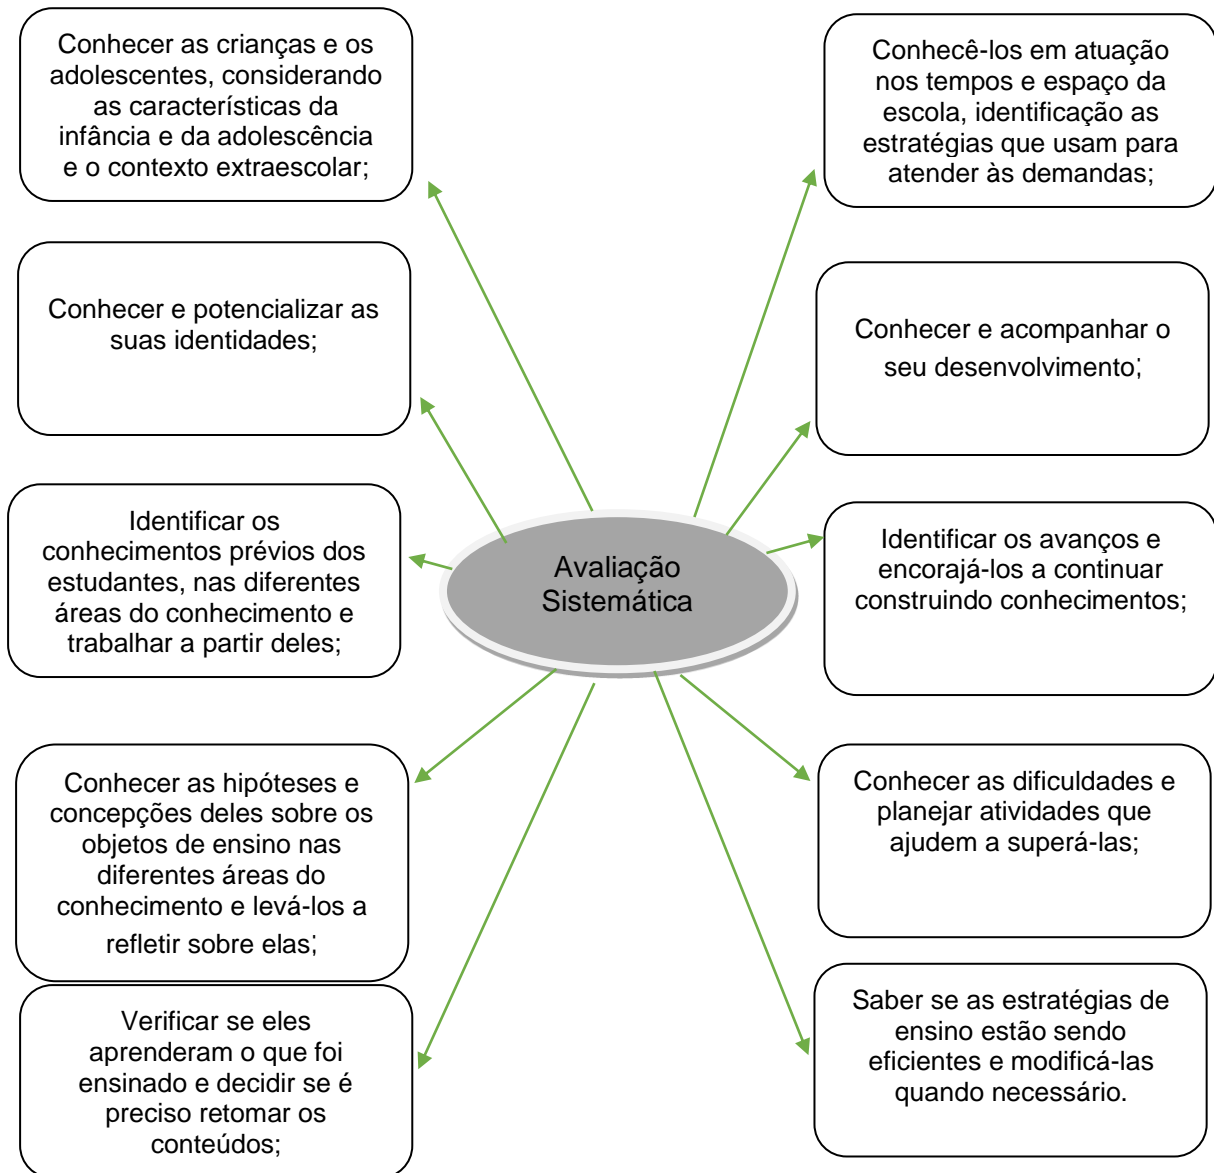 Conhecer as crianças e os
adolescentes, considerando
as características da
infância e da adolescência
e o contexto extraescolar;
Conhecê-los em atuação
nos tempos e espaço da
escola, identificação as
estratégias que usam para
atender às demandas;
Conhecer e potencializar as
suas identidades;
Conhecer e acompanhar o
seu desenvolvimento;
Identificar os
conhecimentos prévios dos
estudantes, nas diferentes
áreas do conhecimento e
trabalhar a partir deles;
Avaliação
Sistemática
Identificar os avanços e
encorajá-los a continuar
construindo conhecimentos;
Conhecer as hipóteses e
concepções deles sobre os
objetos de ensino nas
diferentes áreas do
conhecimento e levá-los a
refletir sobre elas;
Conhecer as dificuldades e
planejar atividades que
ajudem a superá-las;
Verificar se eles
aprenderam o que foi
ensinado e decidir se é
preciso retomar os
conteúdos;
Saber se as estratégias de
ensino estão sendo
eficientes e modificá-las
quando necessário.